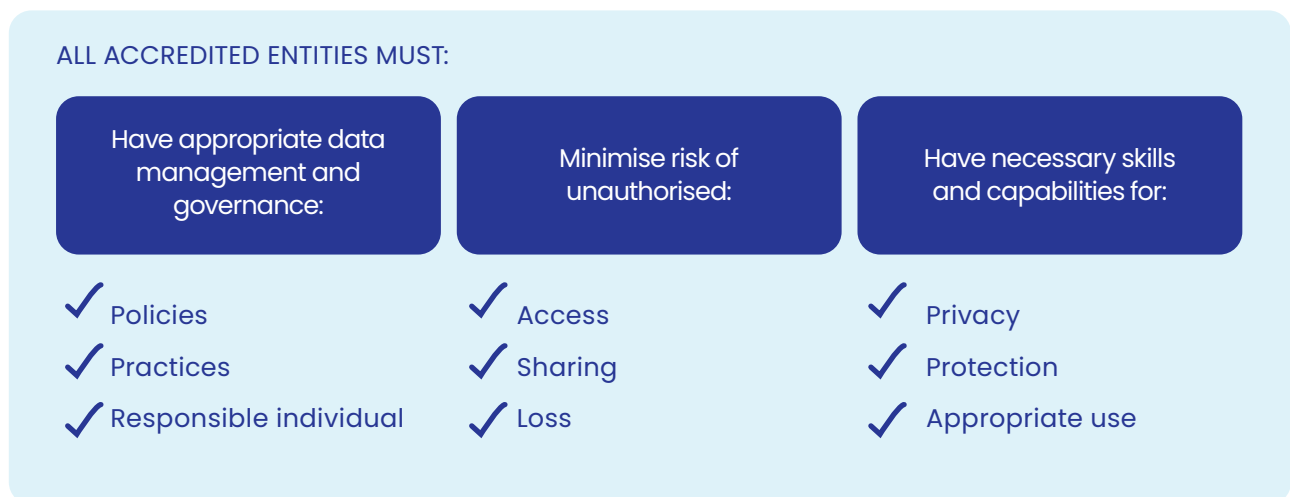 ALL ACCREDITED ENTITIES MUST:
Have appropriate data
management and
governance:
Policies
Practices
Responsible individual
Minimise risk of
unauthorised:
Access
Sharing
Loss
Have necessary skills
and capabilities for:
Privacy
Protection
Appropriate use